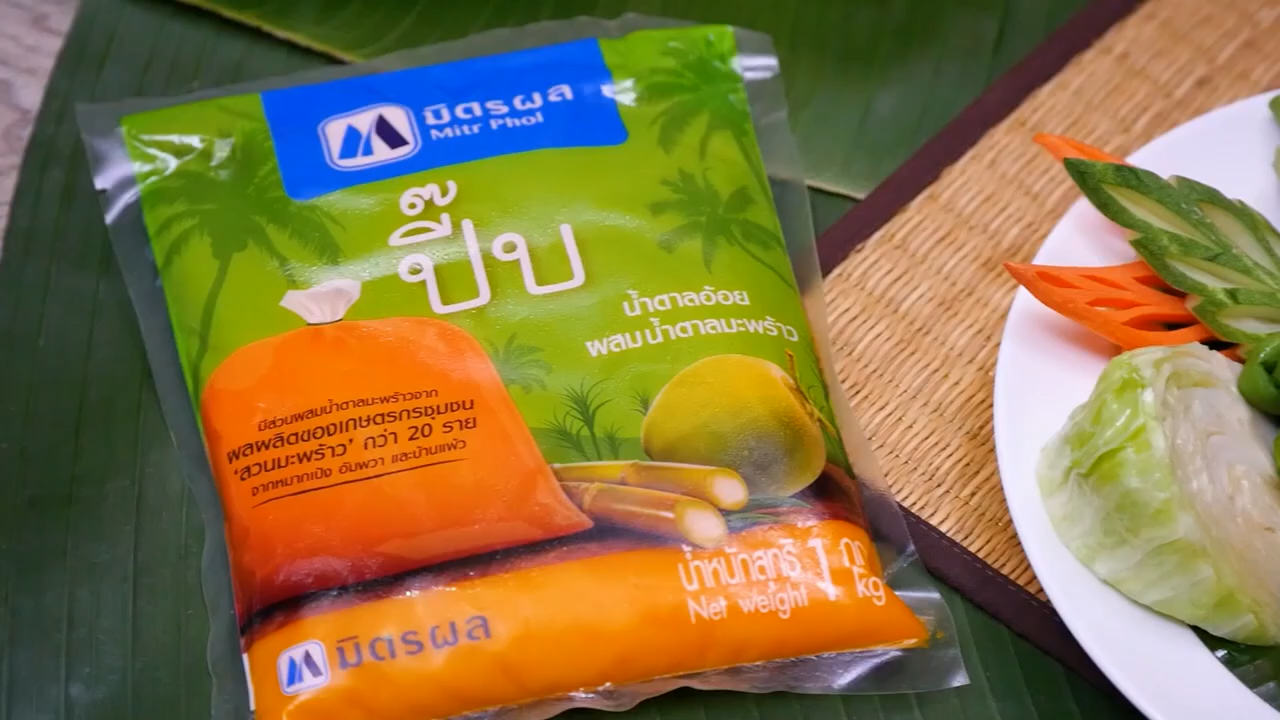 มิตรผล
Mitr Phol
ปี๊บ
น้ำตาลอ้อย
ผสมน้ำตาลมะพร้าว
มีส่วนผสมน้ำตาลมะพร้าวจาก
ผลผลิตของเกษตรกรชุมชน
‘สวนมะพร้าว’ กว่า 20 ราย
จากหมากเป้ง อัมพวา และบ้านแพ้ว
น้ำหนักสุทธิ 1 กก
Net weight kg
มิตรผล